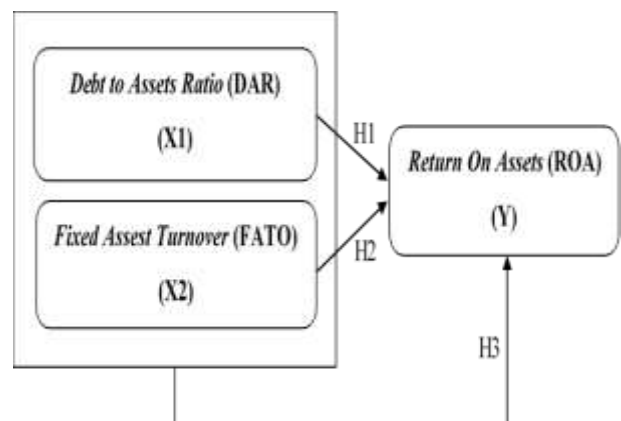 Debt to Assets Ratio (DAR)
(X1)
H1
Return On Assets (ROA)
(Y)
Fixed Assest Turnover (FATO)
(X2)
H2
H3